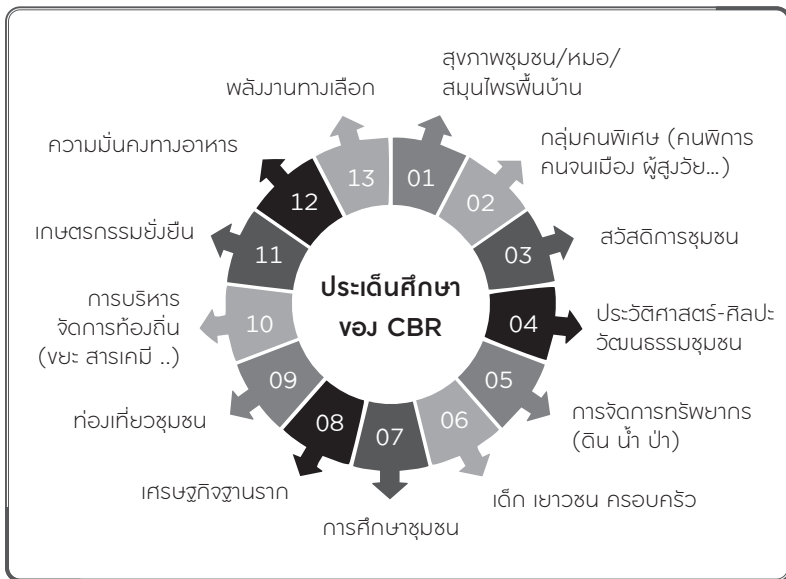 ประเด็นศึกษา
ของ CBR
01
สุขภาพชุมชน/หมอ/
สมุนไพรพื้นบ้าน
02
กลุ่มคนพิเศษ (คนพิการ
คนจนเมือง ผู้สูงวัย...)
03
สวัสดิการชุมชน
04
ประวัติศาสตร์-ศิลปะ
วัฒนธรรมชุมชน
05
การจัดการทรัพยากร
(ดิน น้ำ ป่า)
06
เด็ก เยาวชน ครอบครัว
07
การศึกษาชุมชน
08
เศรษฐกิจฐานราก
09
ท่องเที่ยวชุมชน
10
การบริหาร
จัดการท้องถิ่น
(ขยะ สารเคมี ..)
11
เกษตรกรรมยั่งยืน
12
ความมั่นคงทางอาหาร
13
พลังงานทางเลือก